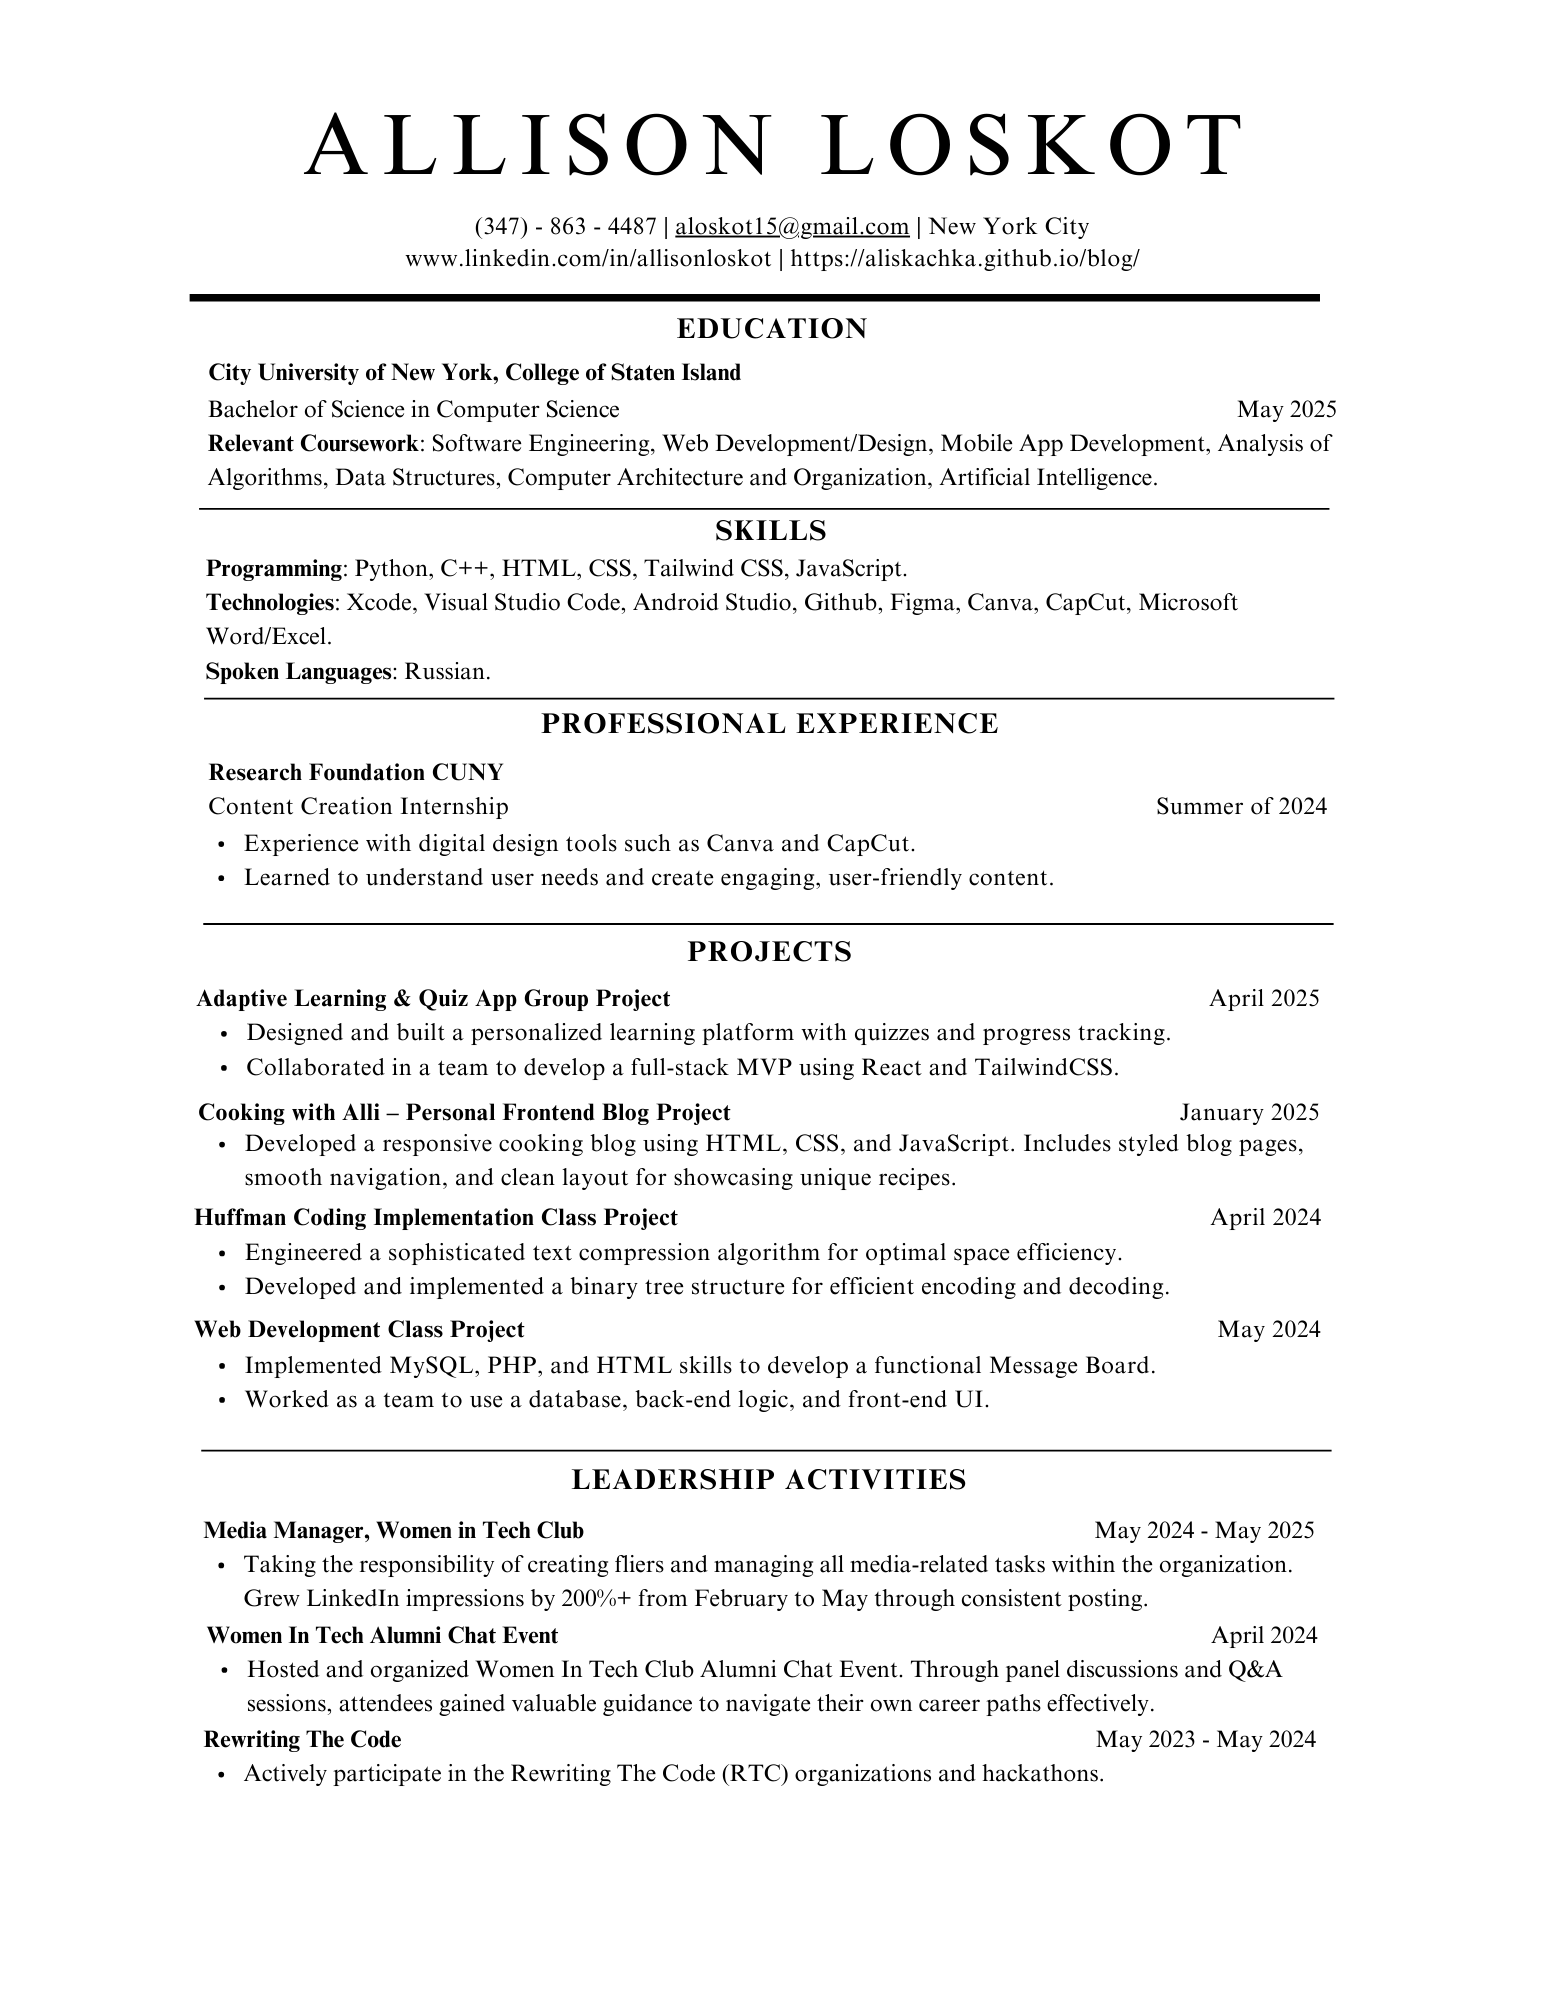 ALLISON LOSKOT
(347) - 863 - 4487 | aloskot15@gmail.com | New York City
www.linkedin.com/in/allisonloskot | https://aliskachka.github.io/blog/
EDUCATION
City University of New York, College of Staten Island
Bachelor of Science in Computer Science May 2025
Relevant Coursework: Software Engineering, Web Development/Design, Mobile App Development, Analysis of
Algorithms, Data Structures, Computer Architecture and Organization, Artificial Intelligence.
SKILLS
Programming: Python, C++, HTML, CSS, Tailwind CSS, JavaScript.
Technologies: Xcode, Visual Studio Code, Android Studio, Github, Figma, Canva, CapCut, Microsoft
Word/Excel.
Spoken Languages: Russian.
PROFESSIONAL EXPERIENCE
Research Foundation CUNY
Content Creation Internship Summer of 2024
• Experience with digital design tools such as Canva and CapCut.
• Learned to understand user needs and create engaging, user-friendly content.
PROJECTS
Adaptive Learning & Quiz App Group Project April 2025
• Designed and built a personalized learning platform with quizzes and progress tracking.
• Collaborated in a team to develop a full-stack MVP using React and TailwindCSS.
Cooking with Alli – Personal Frontend Blog Project January 2025
• Developed a responsive cooking blog using HTML, CSS, and JavaScript. Includes styled blog pages,
smooth navigation, and clean layout for showcasing unique recipes.
Huffman Coding Implementation Class Project April 2024
• Engineered a sophisticated text compression algorithm for optimal space efficiency.
• Developed and implemented a binary tree structure for efficient encoding and decoding.
Web Development Class Project May 2024
• Implemented MySQL, PHP, and HTML skills to develop a functional Message Board.
• Worked as a team to use a database, back-end logic, and front-end UI.
LEADERSHIP ACTIVITIES
Media Manager, Women in Tech Club May 2024 - May 2025
• Taking the responsibility of creating fliers and managing all media-related tasks within the organization.
Grew LinkedIn impressions by 200%+ from February to May through consistent posting.
Women In Tech Alumni Chat Event April 2024
• Hosted and organized Women In Tech Club Alumni Chat Event. Through panel discussions and Q&A
sessions, attendees gained valuable guidance to navigate their own career paths effectively.
Rewriting The Code May 2023 - May 2024
• Actively participate in the Rewriting The Code (RTC) organizations and hackathons.